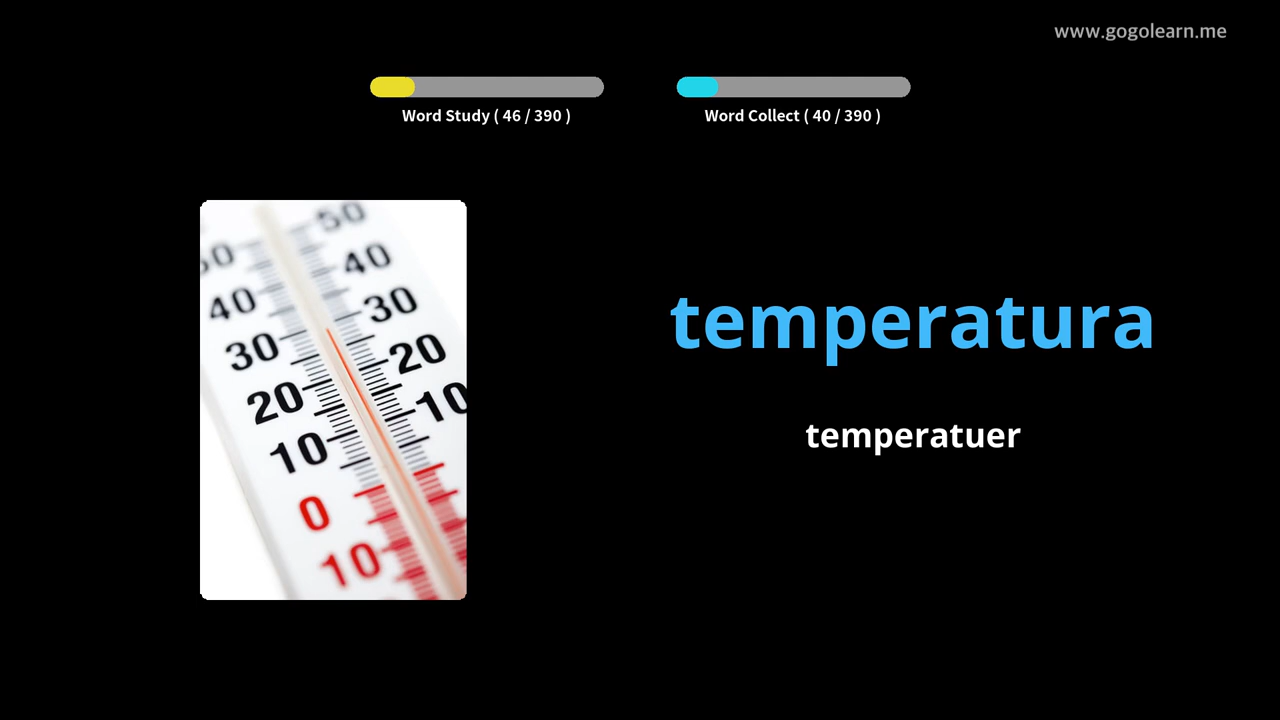 www.gogolearn.me
Word Study ( 46 / 390 )
Word Collect ( 40 / 390 )
50
50
40
40
30
30
20
20
10
10
0
10
temperatura
temperatuer